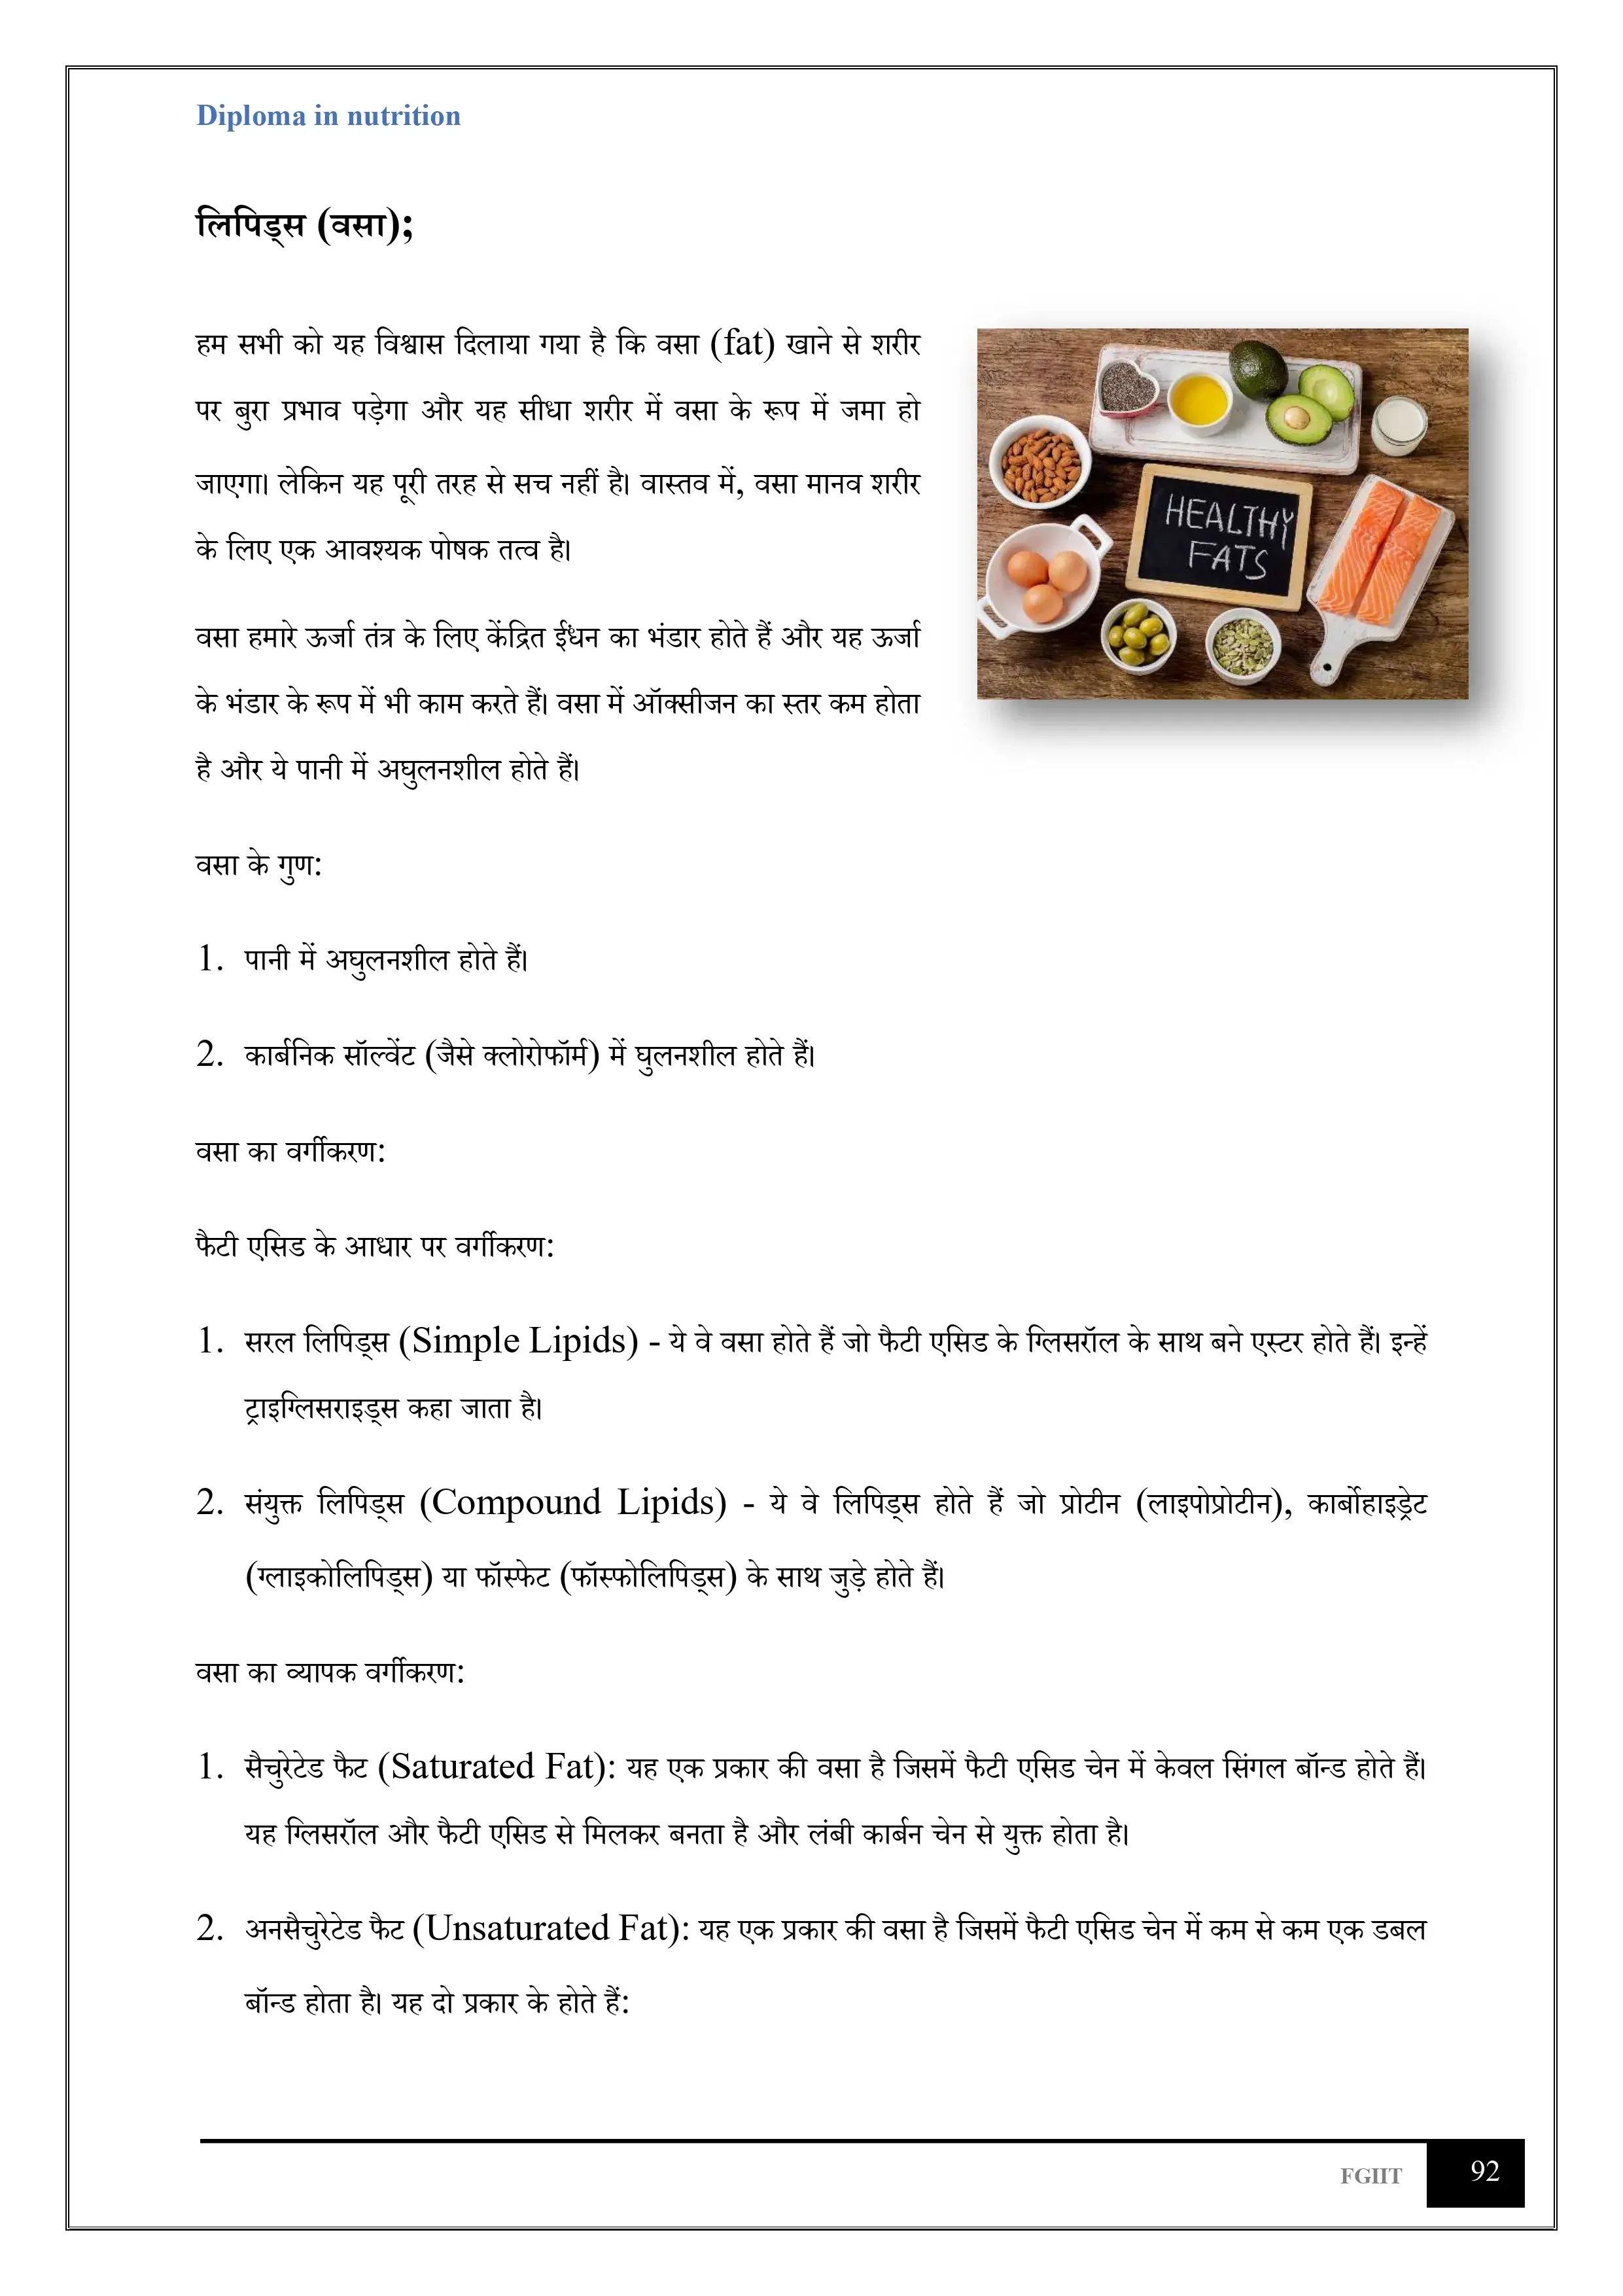 Diploma in nutrition
लिपिड्स (वसा);
हम सभी को यह विश्वास दिलाया गया है कि वसा (fat) खाने से शरीर
पर बुरा प्रभाव पड़ेगा और यह सीधा शरीर में वसा के रूप में जमा हो
जाएगा। लेकिन यह पूरी तरह से सच नहीं है। वास्तव में, वसा मानव शरीर
के लिए एक आवश्यक पोषक तत्व है।
HEALTHY
FATS
वसा हमारे ऊर्जा तंत्र के लिए केंद्रित ईंधन का भंडार होते हैं और यह ऊर्जा
के भंडार के रूप में भी काम करते हैं। वसा में ऑक्सीजन का स्तर कम होता
है और ये पानी में अघुलनशील होते हैं।
वसा के गुण:
1. पानी में अघुलनशील होते हैं।
2. कार्बनिक सॉल्वेंट (जैसे क्लोरोफॉर्म) में घुलनशील होते हैं।
वसा का वर्गीकरण:
फैटी एसिड के आधार पर वर्गीकरण:
1. सरल लिपिड्स (Simple Lipids) - ये वे वसा होते हैं जो फैटी एसिड के ग्लिसरॉल के साथ बने एस्टर होते हैं। इन्हें
ट्राइग्लिसराइड्स कहा जाता है।
2. संयुक्त लिपिड्स (Compound Lipids) - ये वे लिपिड्स होते हैं जो प्रोटीन (लाइपोप्रोटीन), कार्बोहाइड्रेट
(ग्लाइकोलिपिड्स) या फॉस्फेट (फॉस्फोलिपिड्स) के साथ जुड़े होते हैं।
वसा का व्यापक वर्गीकरण:
1. सैचुरेटेड फैट (Saturated Fat): यह एक प्रकार की वसा है जिसमें फैटी एसिड चेन में केवल सिंगल बॉन्ड होते हैं।
यह ग्लिसरॉल और फैटी एसिड से मिलकर बनता है और लंबी कार्बन चेन से युक्त होता है।
2. अनसैचुरेटेड फैट (Unsaturated Fat): यह एक प्रकार की वसा है जिसमें फैटी एसिड चेन में कम से कम एक डबल
बॉन्ड होता है। यह दो प्रकार के होते हैं:
FGIIT 92